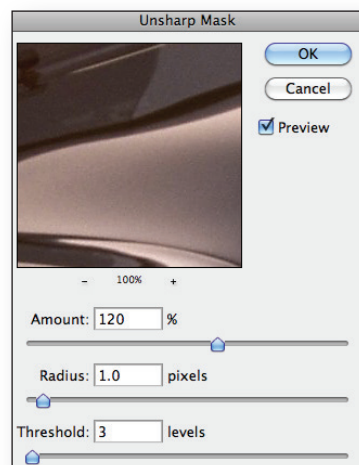 Unsharp Mask
OK
Cancel
Preview
- 100% +
Amount: 120 %
Radius: 1.0 pixels
Threshold: 3 levels